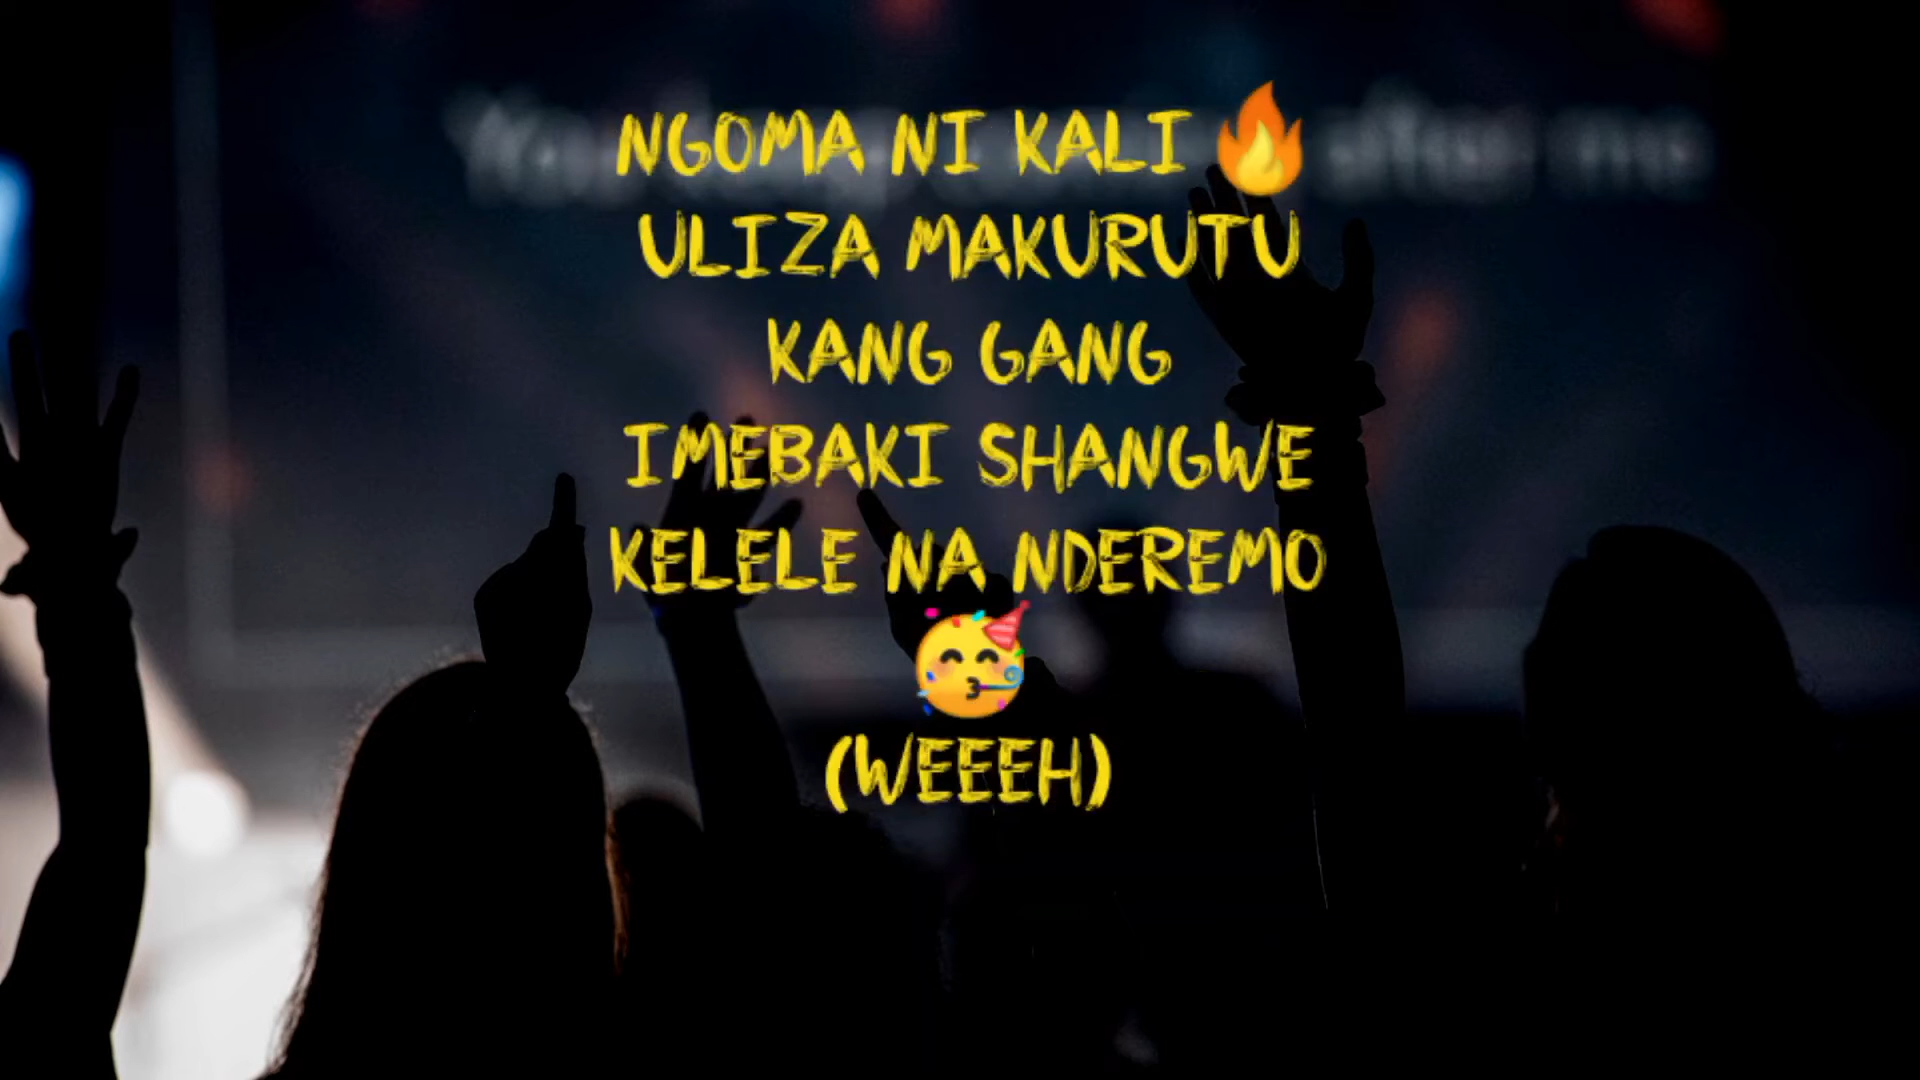 NGOMA NI KALI 🔥
ULIZA MAKURUTU
KANG GANG
IMEBAKI SHANGWE
KELELE NA NDEREMO
🥳
(WEEEH)